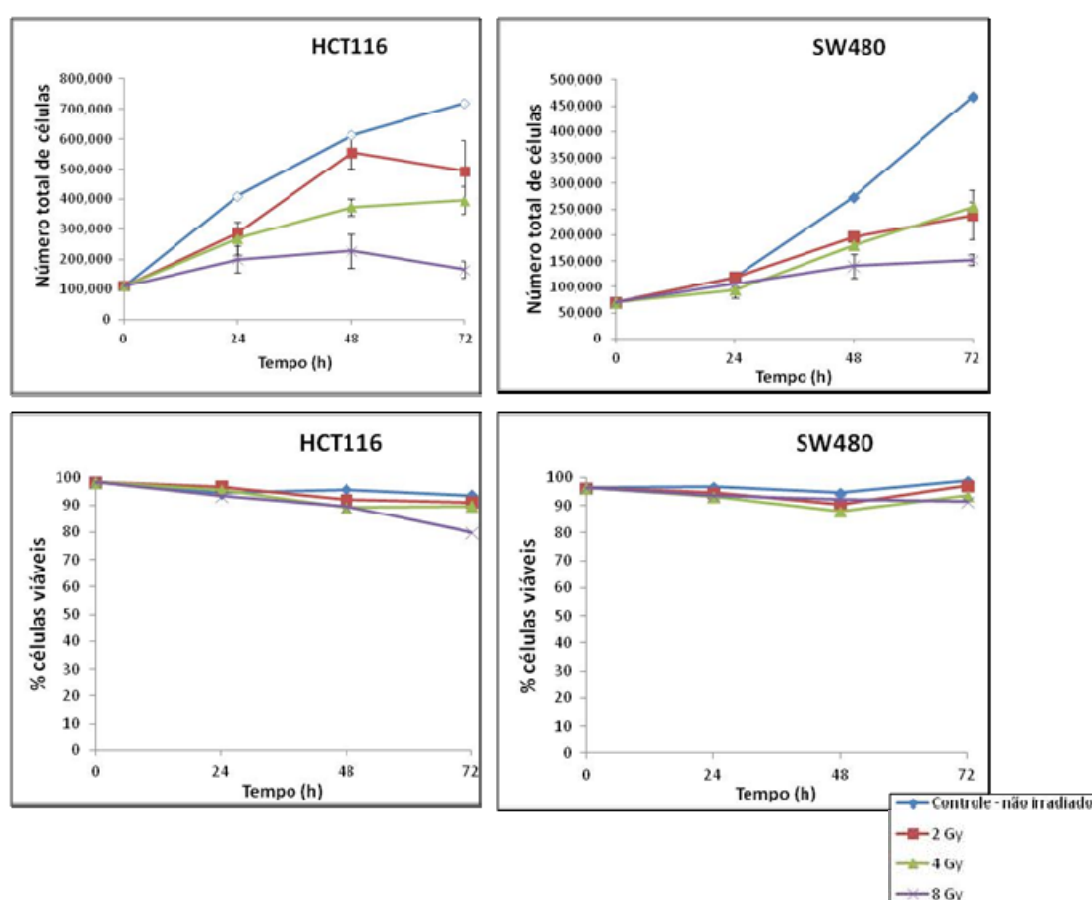 HCT116
Número total de células
800,000
700,000
600,000
500,000
400,000
300,000
200,000
100,000
0
0 24 48 72
Tempo (h)
SW480
Número total de células
500,000
450,000
400,000
350,000
300,000
250,000
200,000
150,000
100,000
50,000
0
0 24 48 72
Tempo (h)
HCT116
% células viáveis
100
90
80
70
60
50
40
30
20
10
0
0 24 48 72
Tempo (h)
SW480
% células viáveis
100
90
80
70
60
50
40
30
20
10
0
0 24 48 72
Tempo (h)
Controle - não irradiado
2 Gy
4 Gy
8 Gy